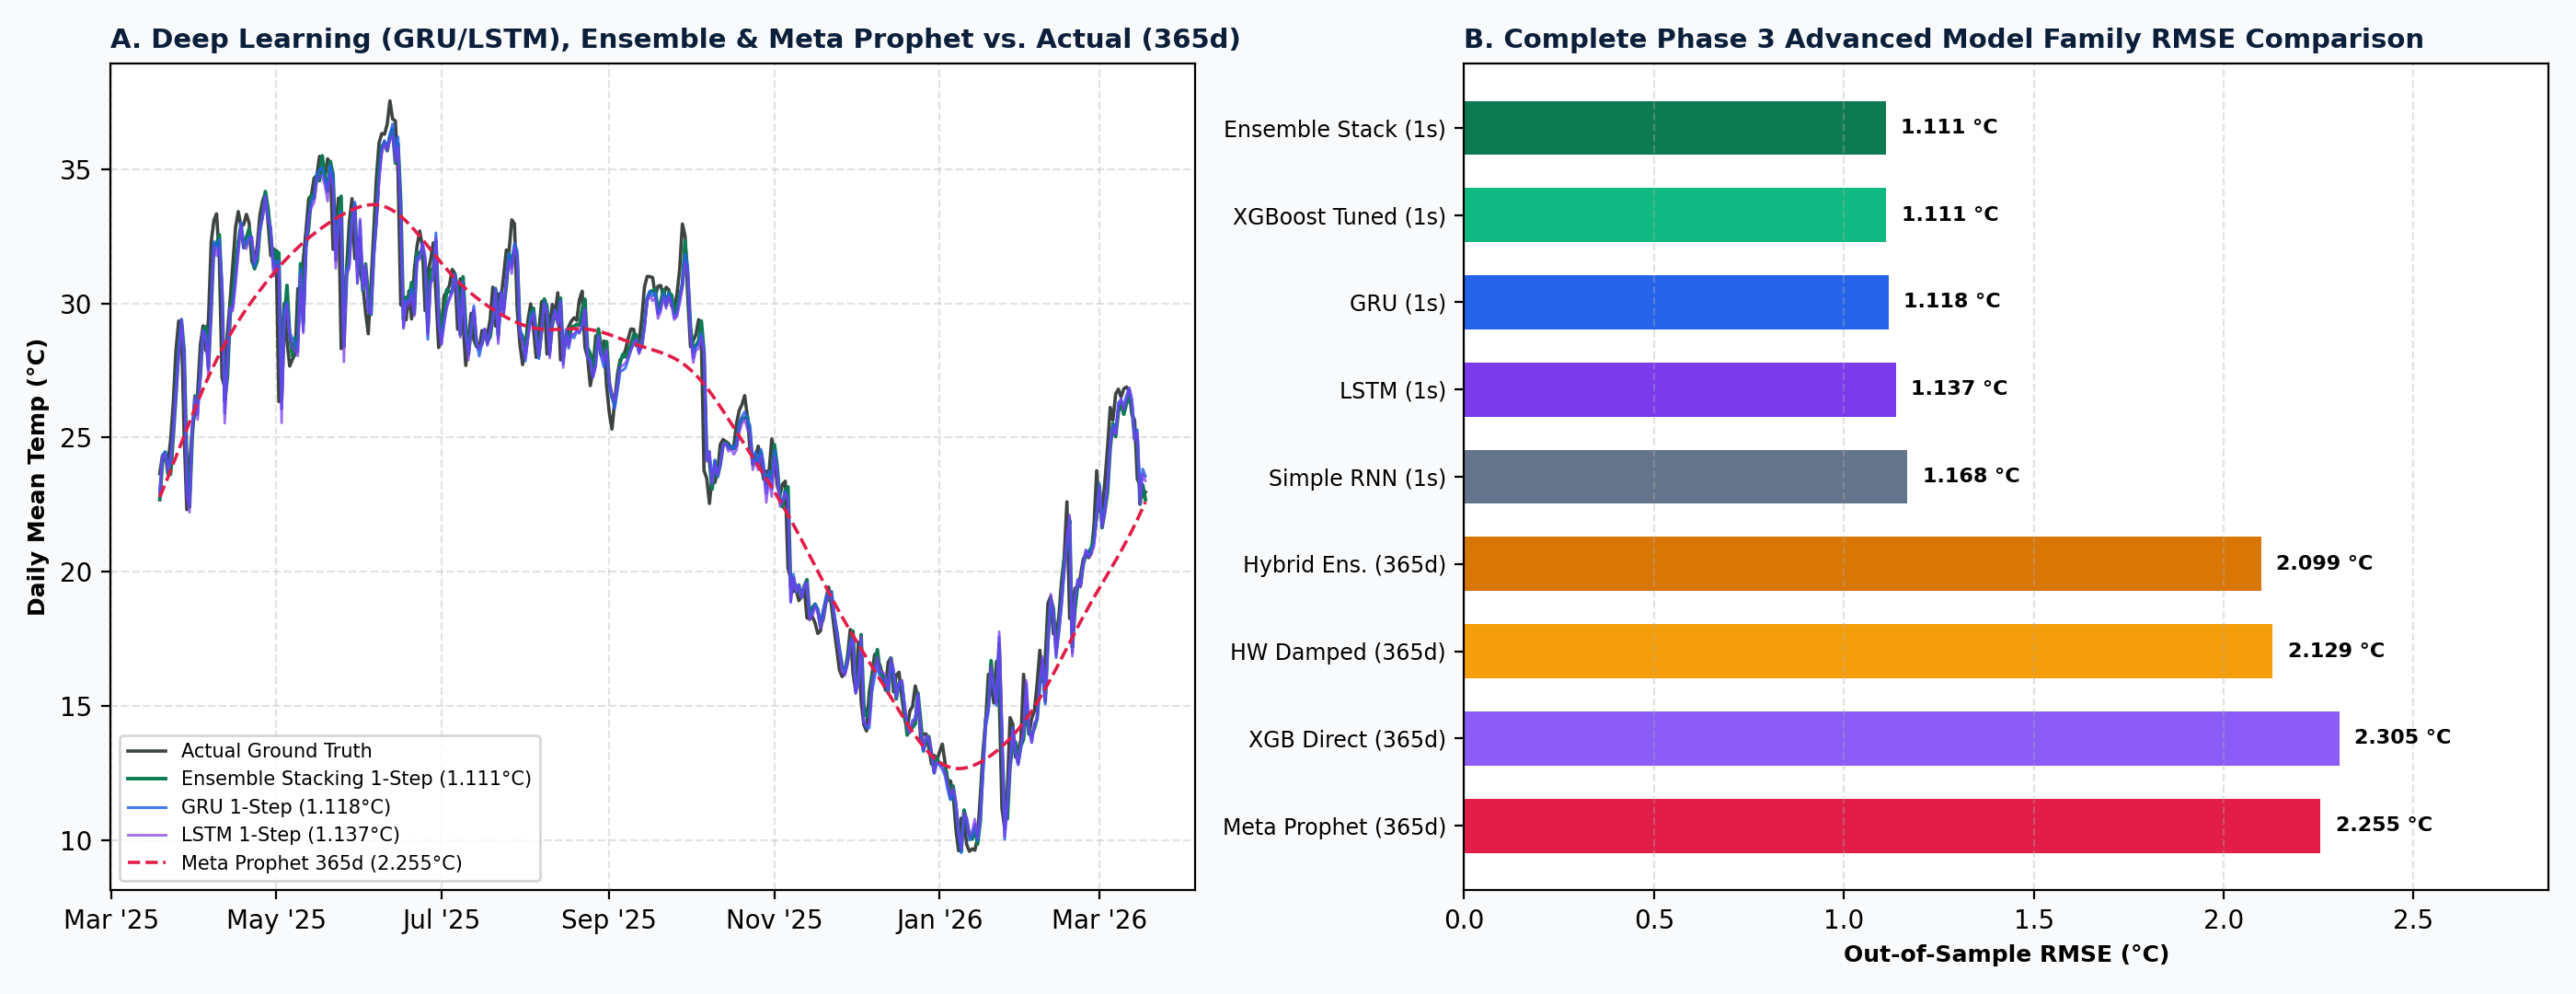 A. Deep Learning (GRU/LSTM), Ensemble & Meta Prophet vs. Actual (365d)
Daily Mean Temp (°C)
35
30
25
20
15
10
Actual Ground Truth
Ensemble Stacking 1-Step (1.111°C)
GRU 1-Step (1.118°C)
LSTM 1-Step (1.137°C)
Meta Prophet 365d (2.255°C)
Mar '25 May '25 Jul '25 Sep '25 Nov '25 Jan '26 Mar '26
B. Complete Phase 3 Advanced Model Family RMSE Comparison
Ensemble Stack (1s) 1.111 °C
XGBoost Tuned (1s) 1.111 °C
GRU (1s) 1.118 °C
LSTM (1s) 1.137 °C
Simple RNN (1s) 1.168 °C
Hybrid Ens. (365d) 2.099 °C
HW Damped (365d) 2.129 °C
XGB Direct (365d) 2.305 °C
Meta Prophet (365d) 2.255 °C
0.0 0.5 1.0 1.5 2.0 2.5
Out-of-Sample RMSE (°C)